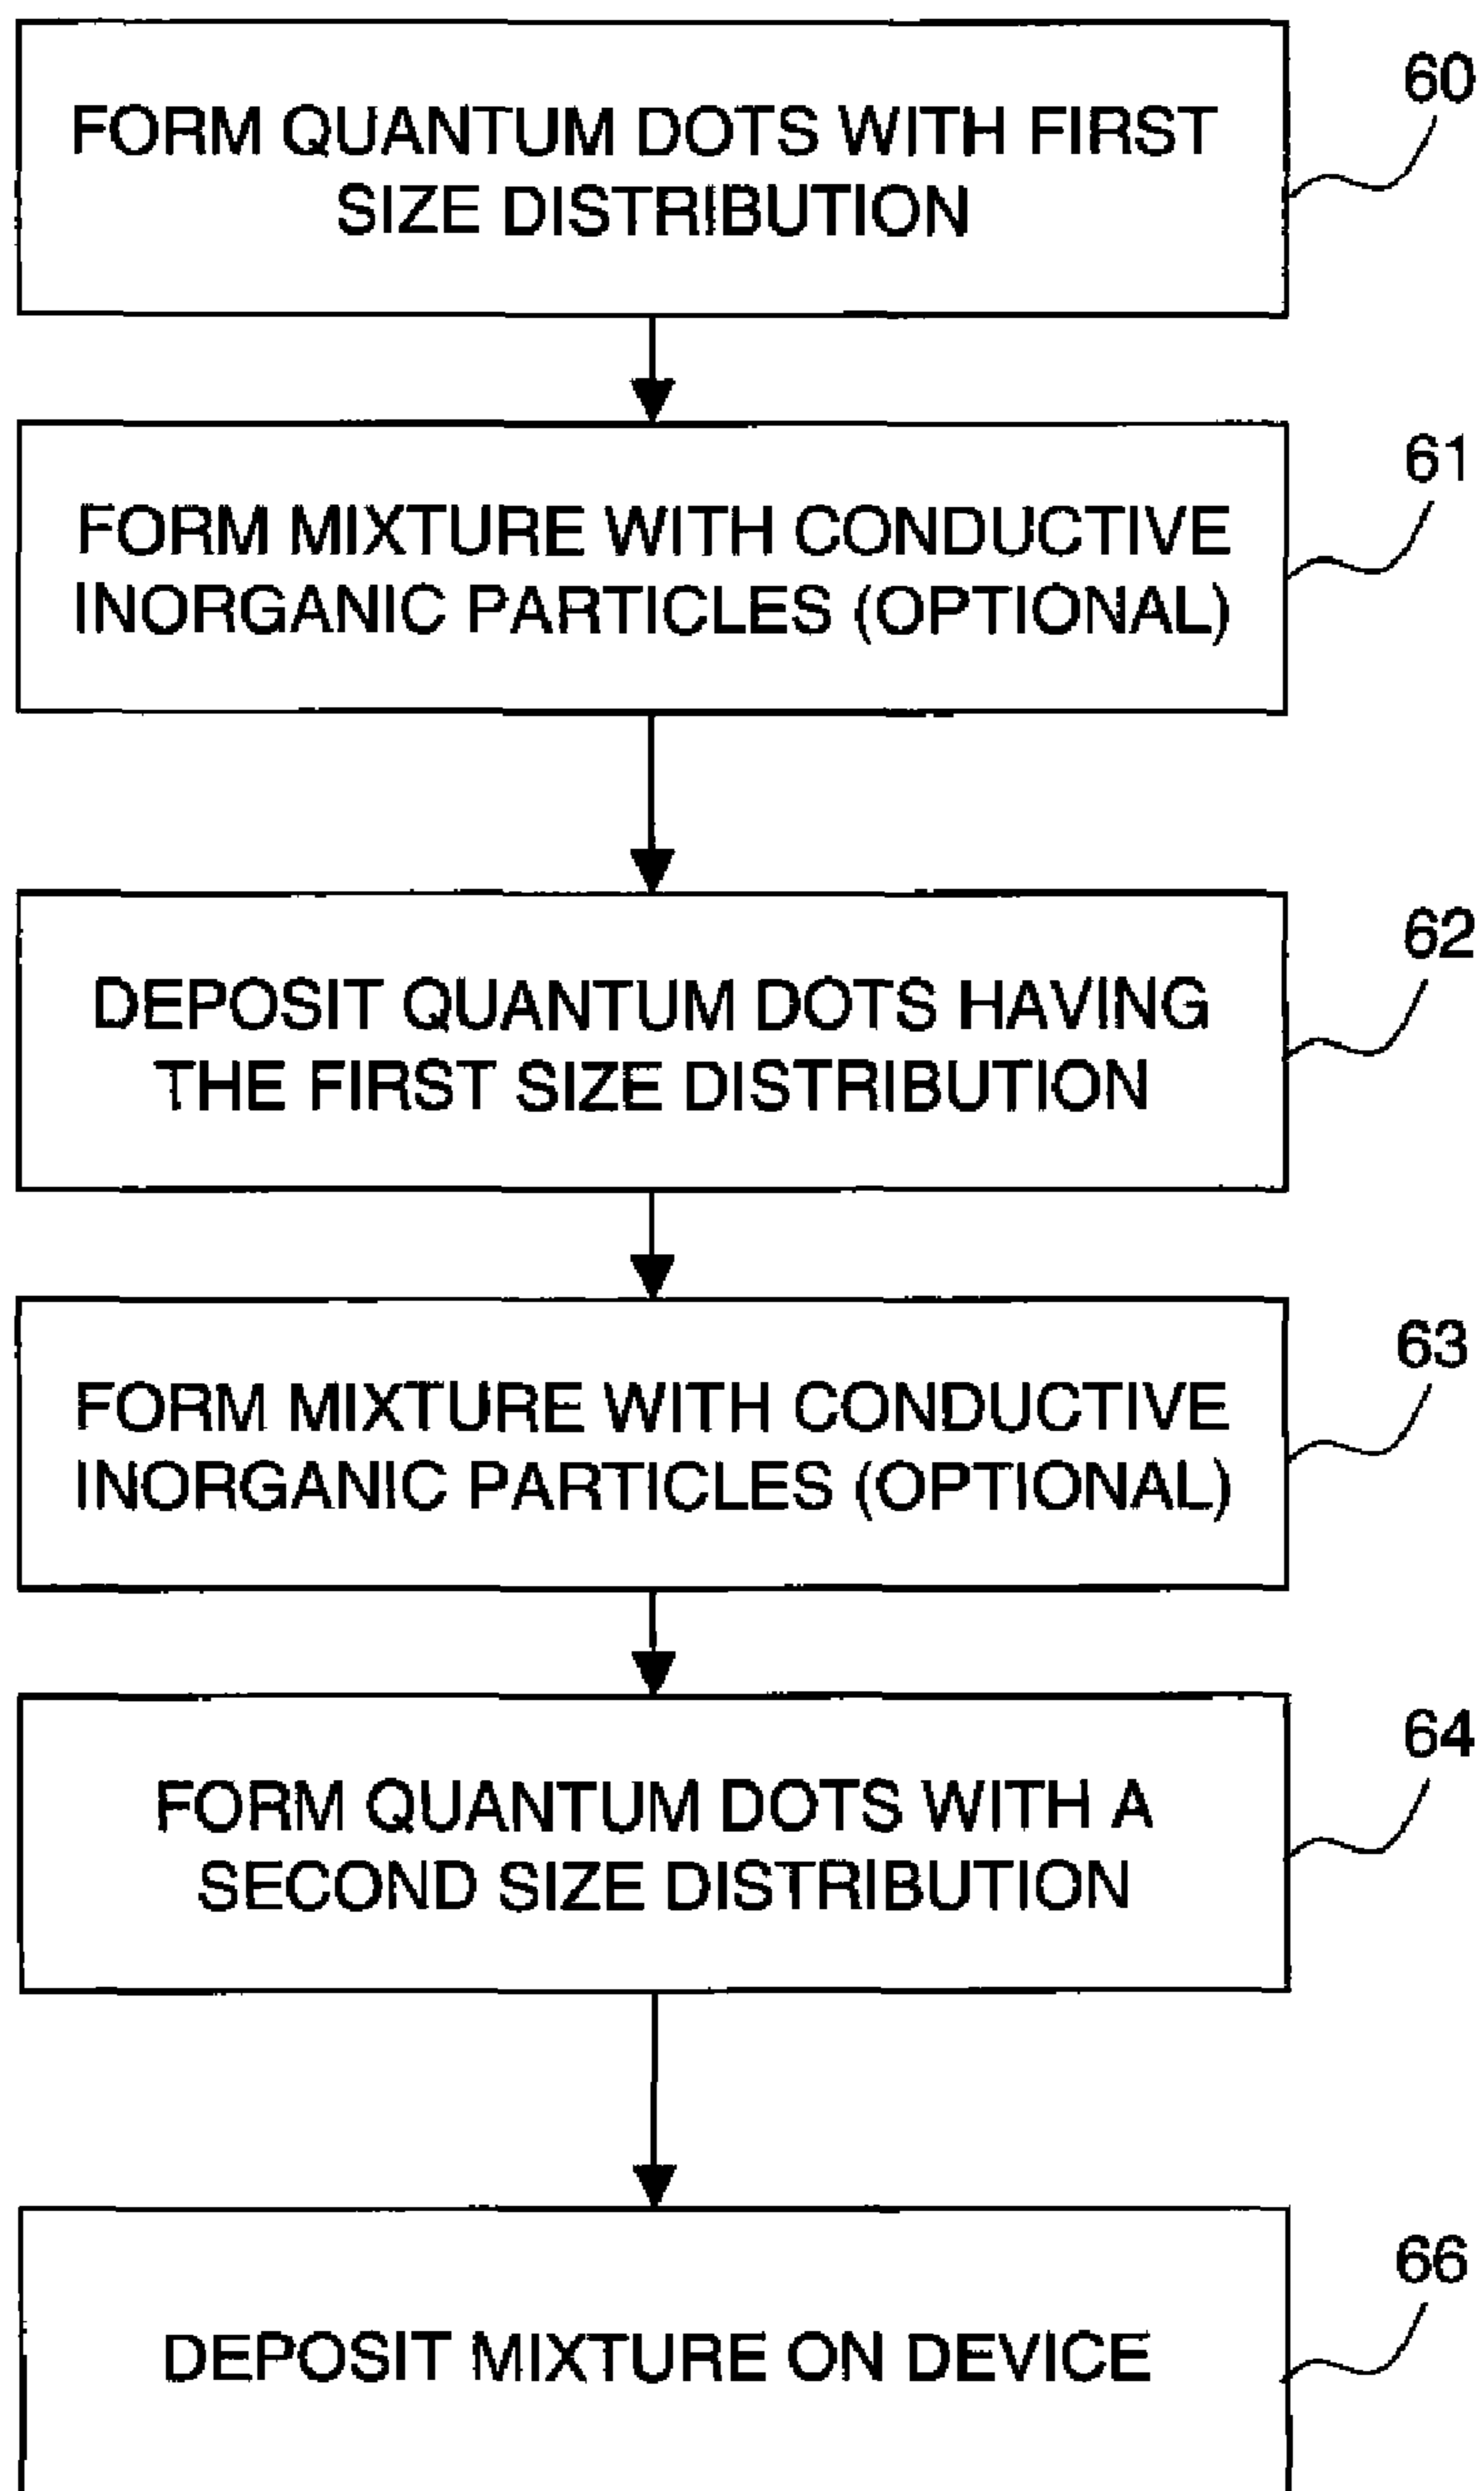 60
FORM QUANTUM DOTS WITH FIRST
SIZE DISTRIBUTION
61
FORM MIXTURE WITH CONDUCTIVE
INORGANIC PARTICLES (OPTIONAL)
62
DEPOSIT QUANTUM DOTS HAVING
THE FIRST SIZE DISTRIBUTION
63
FORM MIXTURE WITH CONDUCTIVE
INORGANIC PARTICLES (OPTIONAL)
64
FORM QUANTUM DOTS WITH A
SECOND SIZE DISTRIBUTION
66
DEPOSIT MIXTURE ON DEVICE